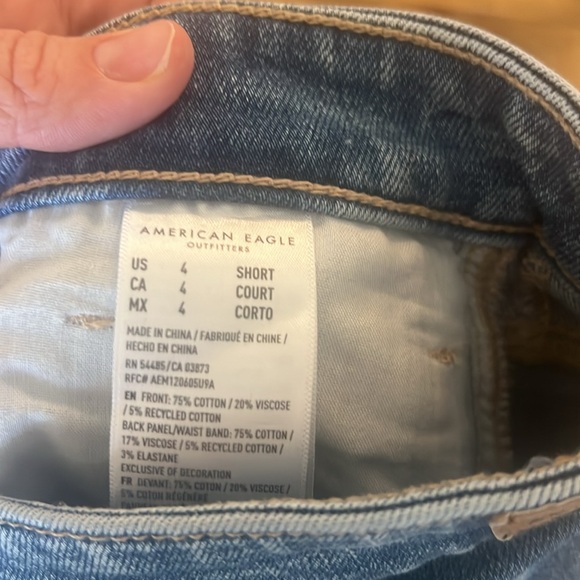 AMERICAN EAGLE
OUTFITTERS
US 4 SHORT
CA 4 COURT
MX 4 CORTO
MADE IN CHINA / FABRIQUÉ EN CHINE /
HECHO EN CHINA
RN 54485/CA 03873
RFC# AEM120605U9A
EN FRONT: 75% COTTON / 20% VISCOSE
/ 5% RECYCLED COTTON
BACK PANEL/WAIST BAND: 75% COTTON /
17% VISCOSE / 5% RECYCLED COTTON /
3% ELASTANE
EXCLUSIVE OF DECORATION
FR DEVANT: 75% COTON / 20% VISCOSE /
5% COTON RÉGÉNÉRÉ